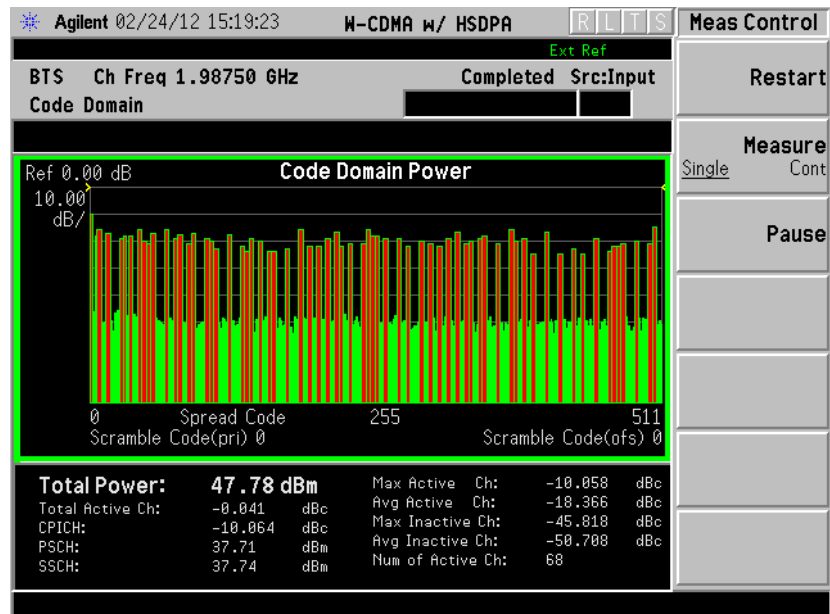 Agilent 02/24/12 15:19:23 W-CDMA w/ HSDPA R L T S Meas Control
Ext Ref
BTS Ch Freq 1.98750 GHz Completed Src:Input
Code Domain
Restart
Measure
Single Cont
Pause
Ref 0.00 dB Code Domain Power
10.00
dB/
0 Spread Code 255 511
Scramble Code(pri) 0 Scramble Code(ofs) 0
Total Power: 47.78 dBm
Total Active Ch: -0.041 dBc
CPICH: -10.064 dBc
PSCH: 37.71 dBm
SSCH: 37.74 dBm
Max Active Ch: -10.058 dBc
Avg Active Ch: -18.366 dBc
Max Inactive Ch: -45.818 dBc
Avg Inactive Ch: -50.708 dBc
Num of Active Ch: 68